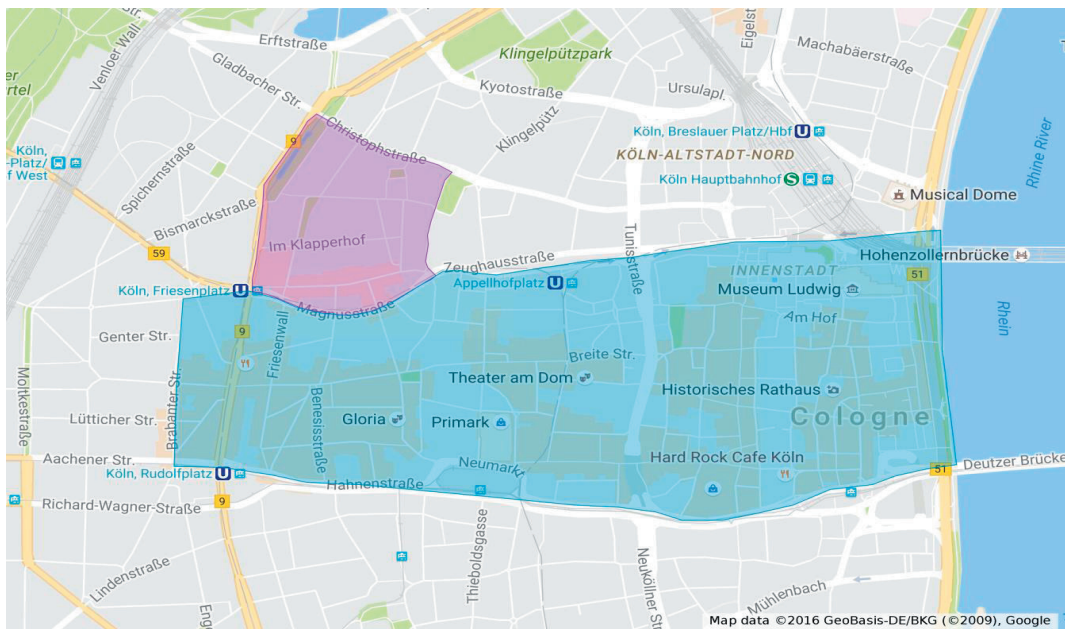 Erftstraße
Eigelst
Venloer Wall
Klingelpützpark
Machabäerstraße
Gladbacher Str.
er
rtel
Kyotostraße
Ursulapl.
9
Christophstraße
Klingelpütz
Köln, Breslauer Platz/Hbf U
Rhine River
Köln,
-Platz/
f West
KÖLN-ALTSTADT-NORD
Spichernstraße
Köln Hauptbahnhof S
Musical Dome
Bismarckstraße
Im Klapperhof
Tunisstraße
59
Zeughausstraße
Hohenzollernbrücke
51
INNENSTADT
Köln, Friesenplatz U
Appellhofplatz U
Museum Ludwig
Magnusstraße
Am Hof
Rhein
Genter Str.
9
Friesenwall
Breite Str.
Moltkestraße
Theater am Dom
Historisches Rathaus
Brabanter Str.
Benesisstraße
Lütticher Str.
Gloria
Primark
Cologne
Aachener Str.
Köln, Rudolfplatz U
Neumarkt
Hard Rock Cafe Köln
51
Deutzer Brücke
Hahnenstraße
Richard-Wagner-Straße
9
Thieboldsgasse
Neuköllner Str.
Lindenstraße
Enge
Mühlenbach
Map data ©2016 GeoBasis-DE/BKG (©2009), Google